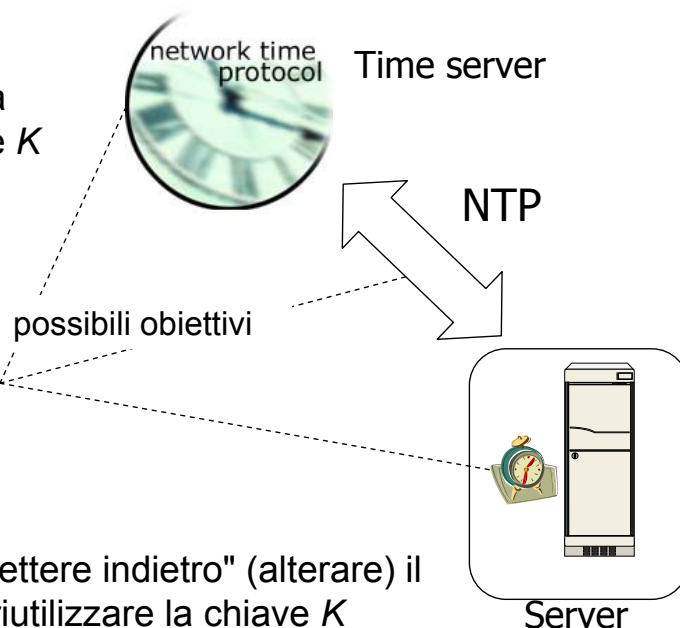 network time
protocol
Time server
a
e K
NTP
possibili obiettivi
ettere indietro" (alterare) il
riutilizzare la chiave K
Server